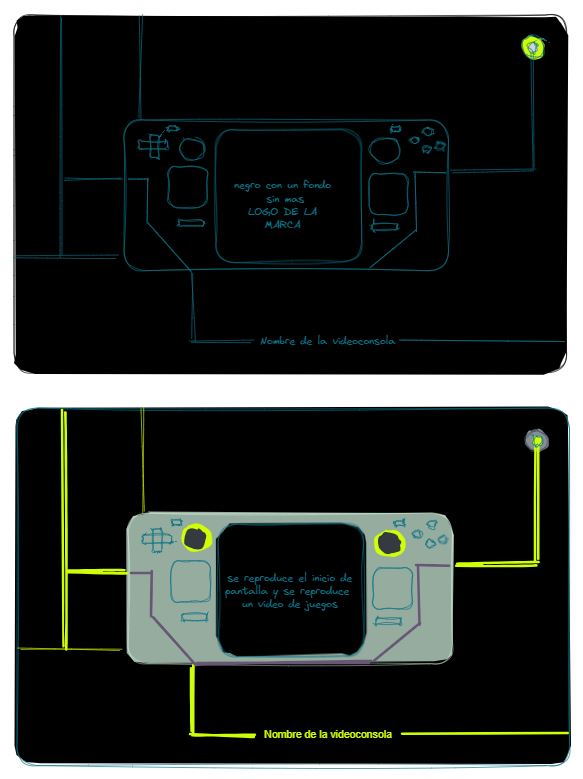 negro con un fondo
sin mas
LOGO DE LA
MARCA
Nombre de la videoconsola
se reproduce el inicio de
pantalla y se reproduce
un video de juegos
Nombre de la videoconsola